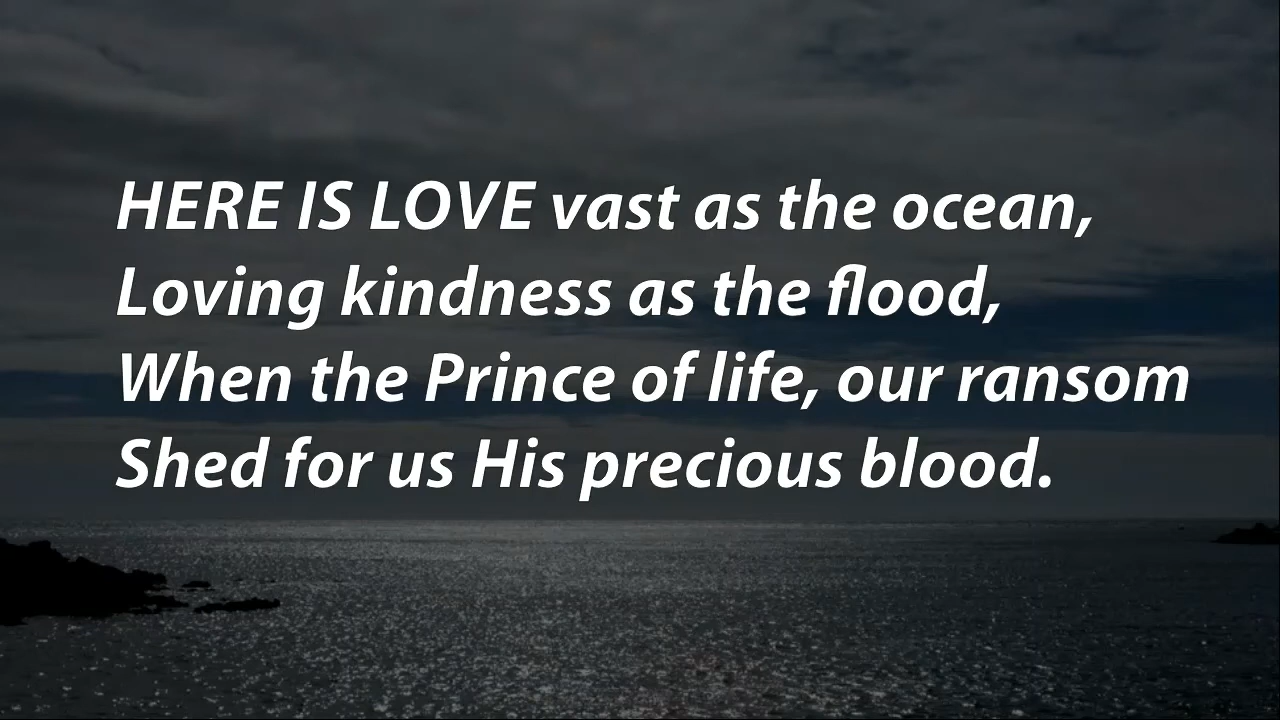 HERE IS LOVE vast as the ocean,
Loving kindness as the flood,
When the Prince of life, our ransom
Shed for us His precious blood.